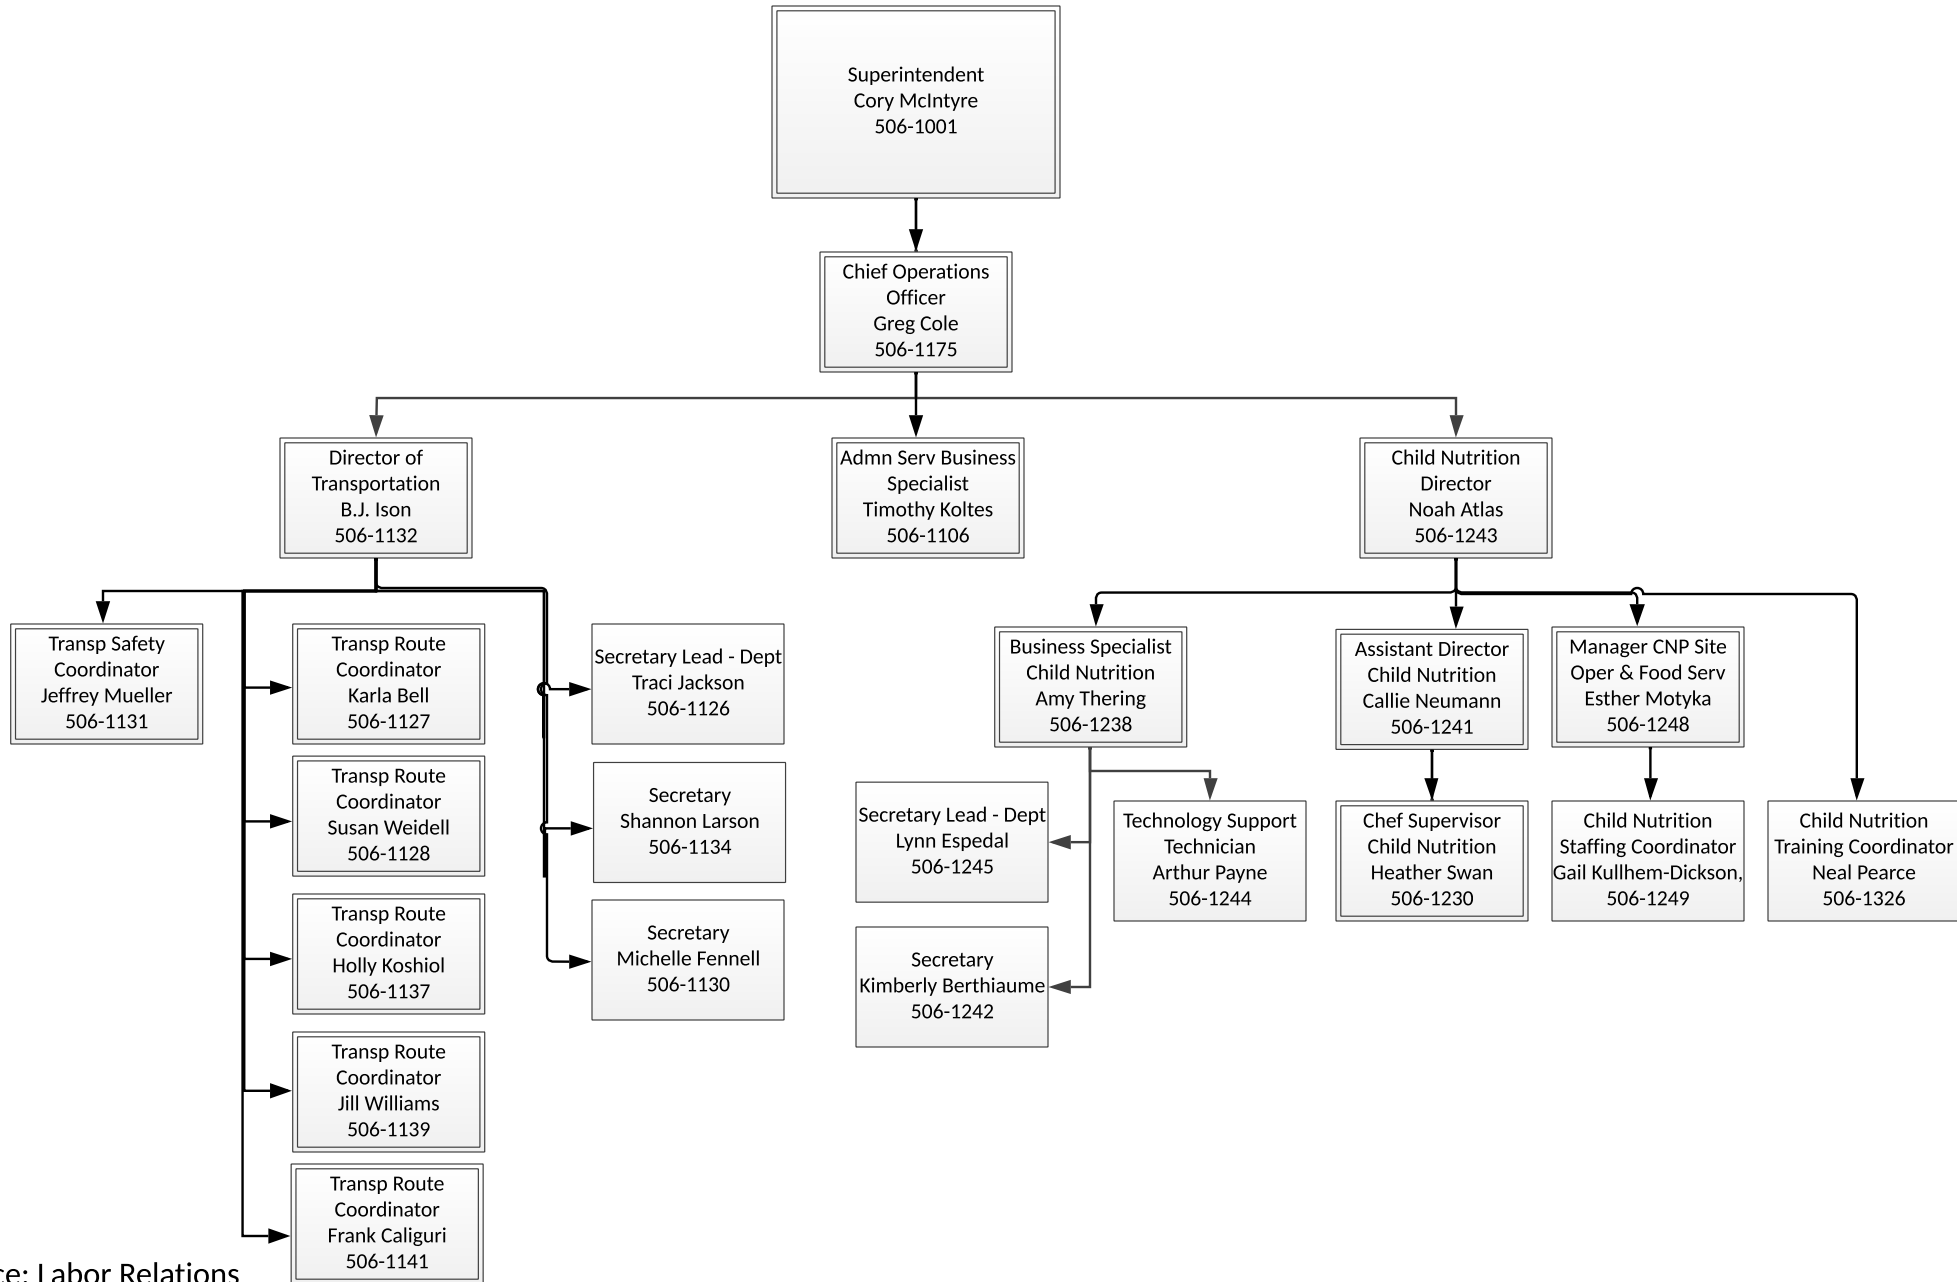 Superintendent
Cory McIntyre
506-1001
Chief Operations
Officer
Greg Cole
506-1175
Director of
Transportation
B.J. Ison
506-1132
Admn Serv Business
Specialist
Timothy Koltes
506-1106
Child Nutrition
Director
Noah Atlas
506-1243
Transp Safety
Coordinator
Jeffrey Mueller
506-1131
Transp Route
Coordinator
Karla Bell
506-1127
Transp Route
Coordinator
Susan Weidell
506-1128
Transp Route
Coordinator
Holly Koshiol
506-1137
Transp Route
Coordinator
Jill Williams
506-1139
Transp Route
Coordinator
Frank Caliguri
506-1141
Secretary Lead - Dept
Traci Jackson
506-1126
Secretary
Shannon Larson
506-1134
Secretary
Michelle Fennell
506-1130
Business Specialist
Child Nutrition
Amy Thering
506-1238
Secretary Lead - Dept
Lynn Espedal
506-1245
Secretary
Kimberly Berthiaume
506-1242
Technology Support
Technician
Arthur Payne
506-1244
Assistant Director
Child Nutrition
Callie Neumann
506-1241
Chef Supervisor
Child Nutrition
Heather Swan
506-1230
Manager CNP Site
Oper & Food Serv
Esther Motyka
506-1248
Child Nutrition
Staffing Coordinator
Gail Kullhem-Dickson,
506-1249
Child Nutrition
Training Coordinator
Neal Pearce
506-1326
Labor Relations